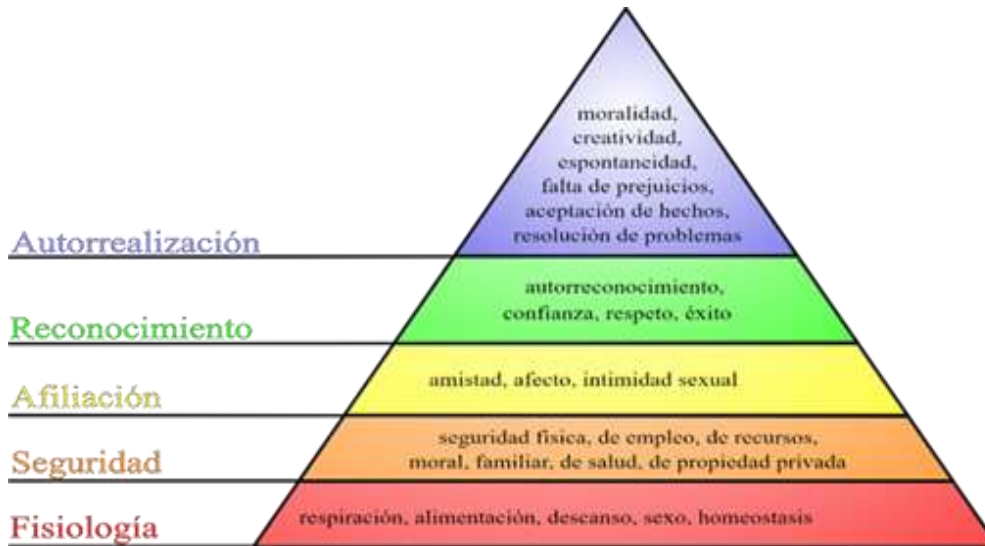 moralidad,
creatividad,
espontaneidad,
falta de prejuicios,
aceptación de hechos,
resolución de problemas
Autorrealización
autorreconocimiento,
confianza, respeto, éxito
Reconocimiento
amistad, afecto, intimidad sexual
Afiliación
seguridad física, de empleo, de recursos,
moral, familiar, de salud, de propiedad privada
Seguridad
respiración, alimentación, descanso, sexo, homeostasis
Fisiología